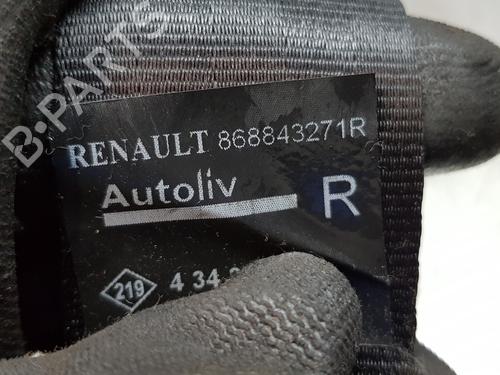 B-PARTS
RENAULT 868843271R
Autoliv
R
219 4 34